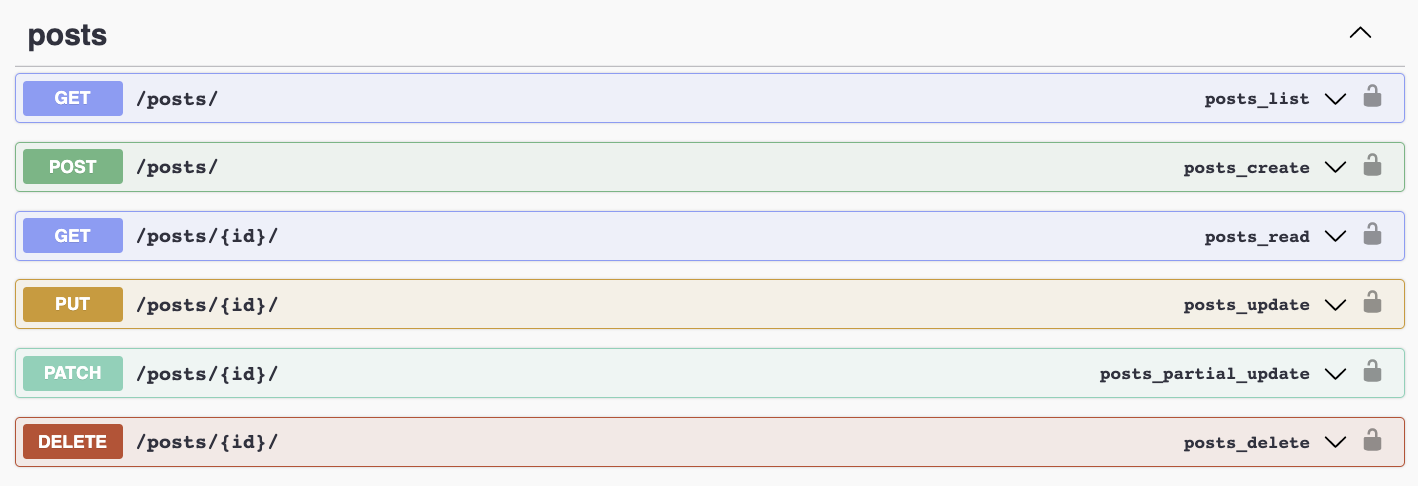 posts
GET /posts/ posts_list
POST /posts/ posts_create
GET /posts/{id}/ posts_read
PUT /posts/{id}/ posts_update
PATCH /posts/{id}/ posts_partial_update
DELETE /posts/{id}/ posts_delete